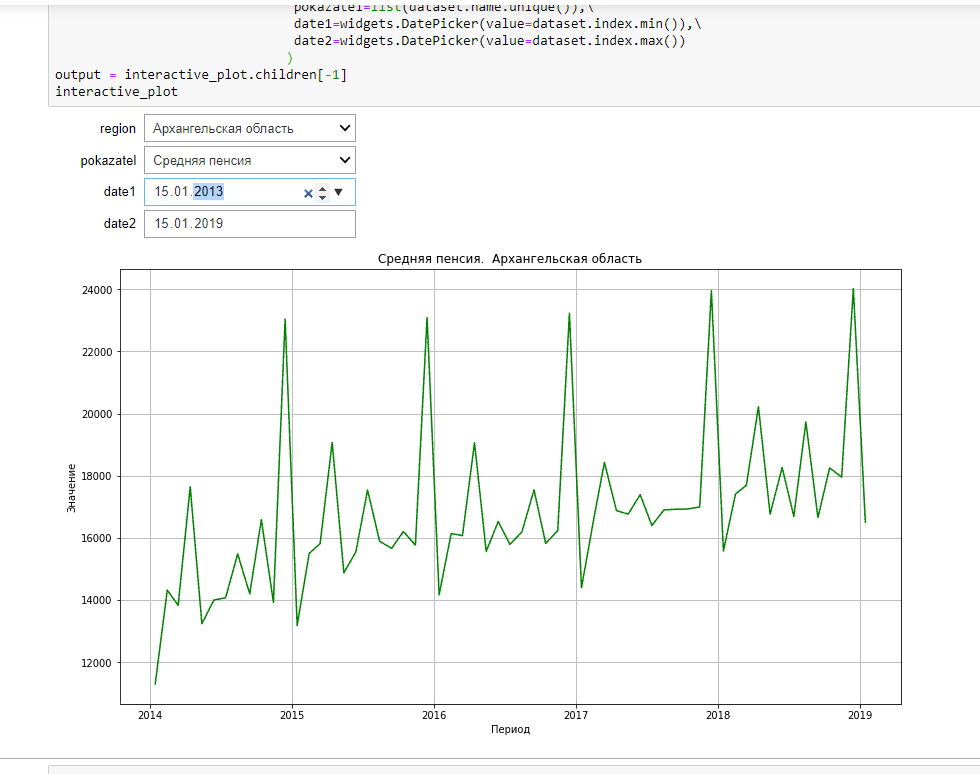 pokazatel=list(dataset.name.unique()),\
date1=widgets.DatePicker(value=dataset.index.min()),\
date2=widgets.DatePicker(value=dataset.index.max())
)
output = interactive_plot.children[-1]
interactive_plot
region Архангельская область
pokazatel Средняя пенсия
date1 15.01.2013
date2 15.01.2019
Средняя пенсия. Архангельская область
24000
22000
20000
18000
16000
14000
12000
Значение
2014 2015 2016 2017 2018 2019
Период